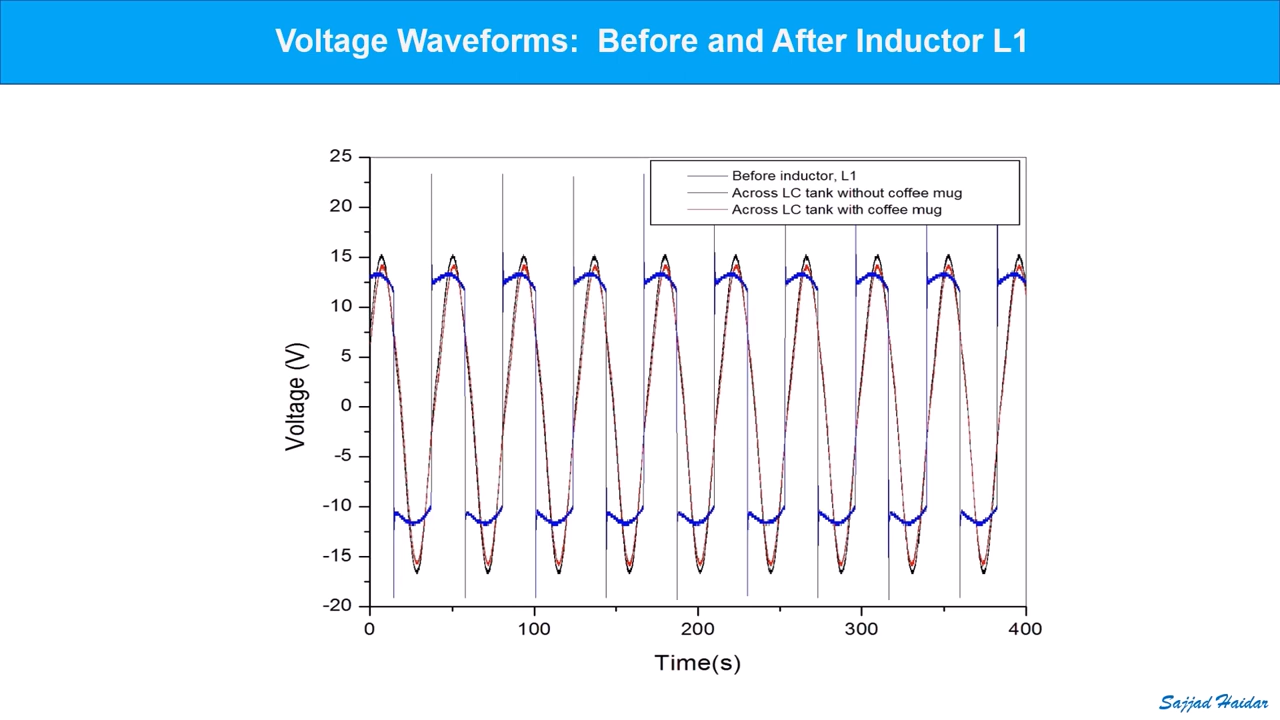 Voltage Waveforms: Before and After Inductor L1
25
20
15
10
5
0
-5
-10
-15
-20
Voltage (V)
Before inductor, L1
Across LC tank without coffee mug
Across LC tank with coffee mug
0 100 200 300 400
Time(s)
Sajjad Haidar